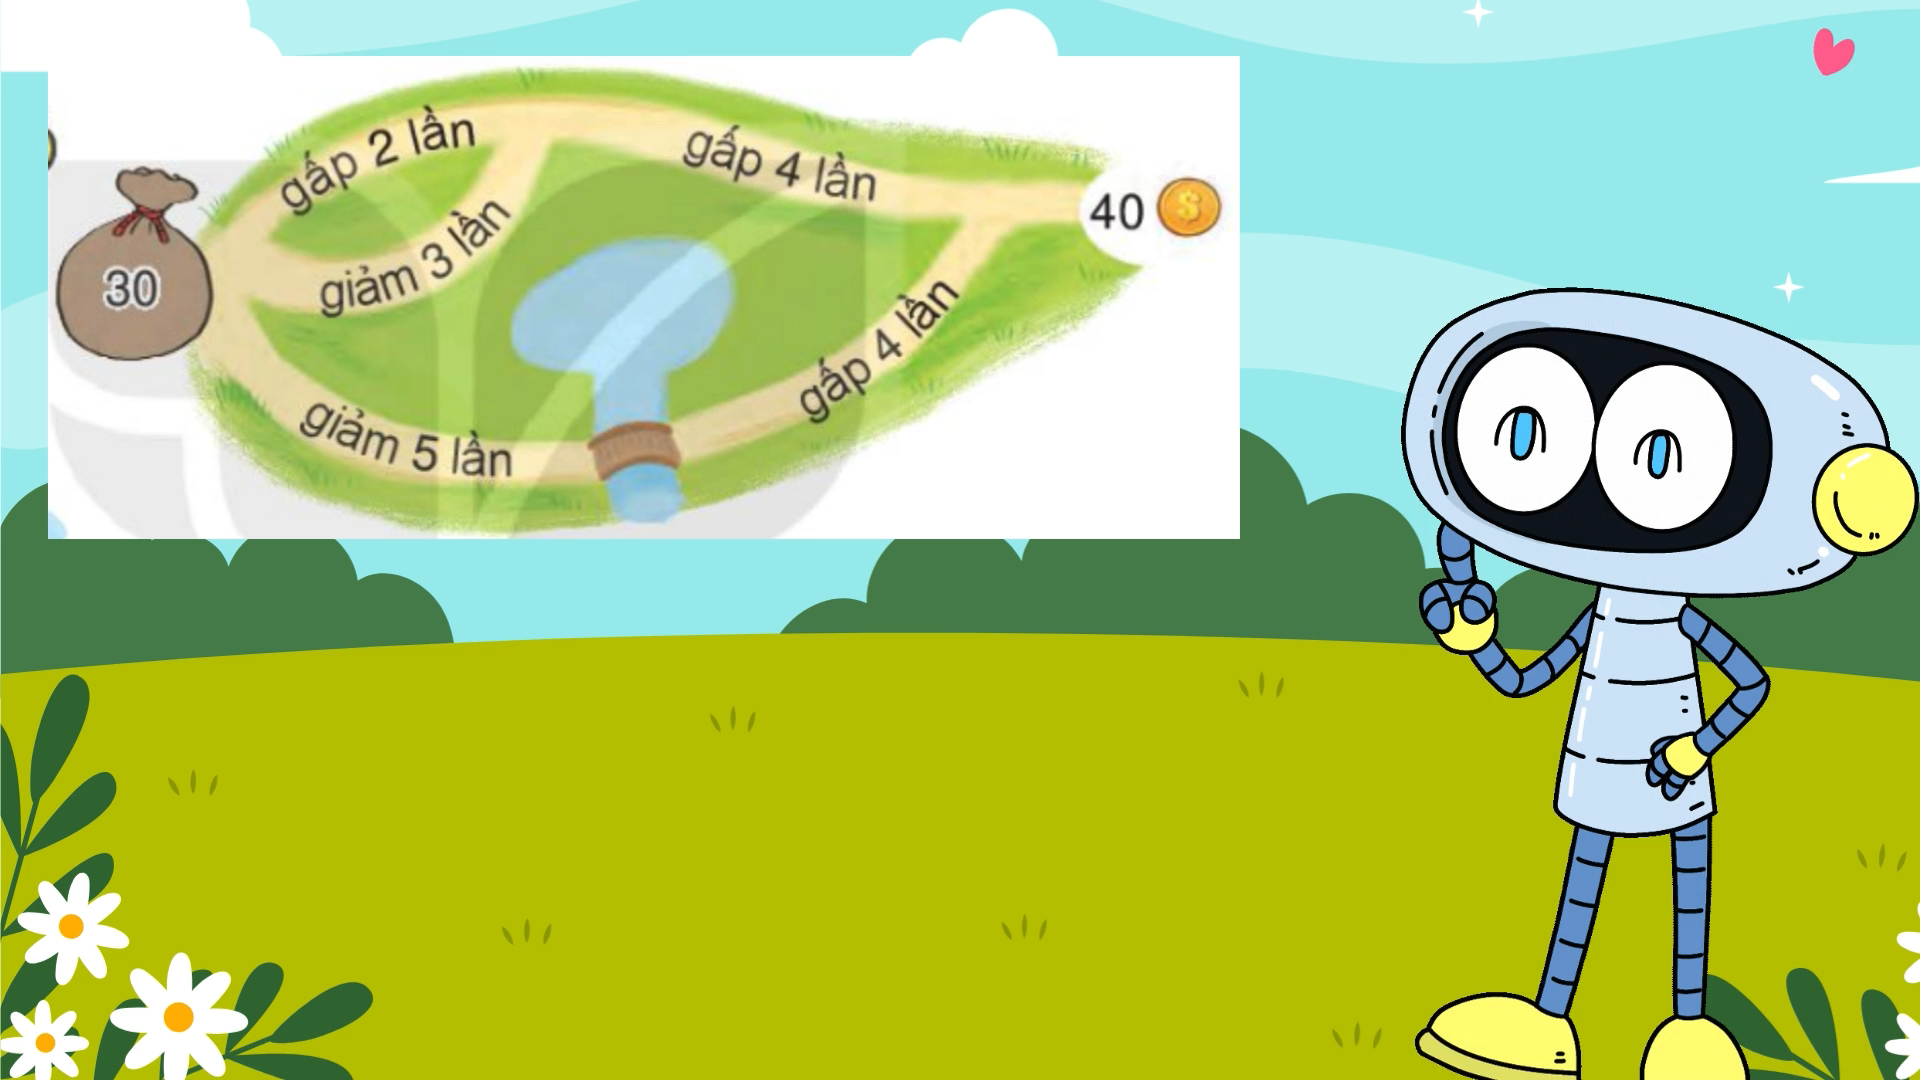 gấp 2 lần
gấp 4 lần
40
giảm 3 lần
30
gấp 4 lần
giảm 5 lần